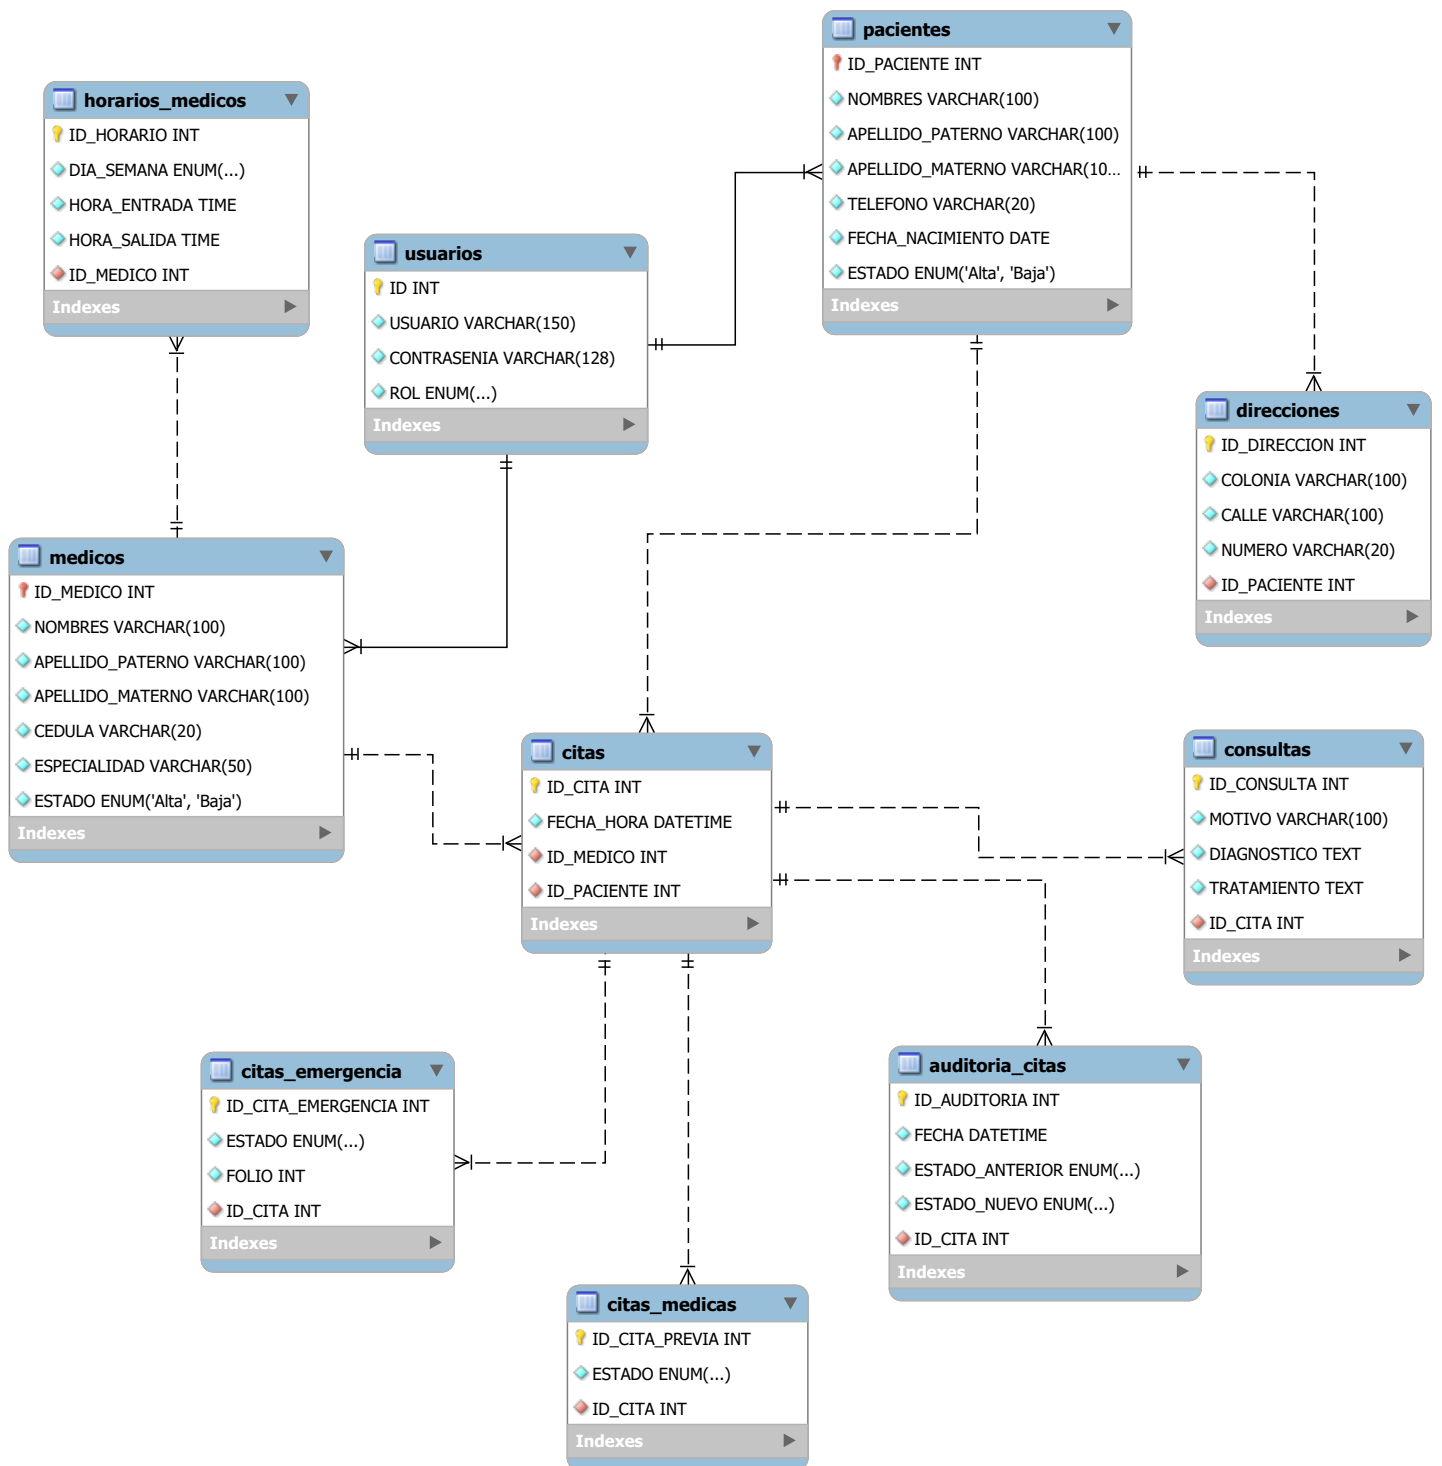 pacientes
ID_PACIENTE INT
NOMBRES VARCHAR(100)
APELLIDO_PATERNO VARCHAR(100)
APELLIDO_MATERNO VARCHAR(10...
TELEFONO VARCHAR(20)
FECHA_NACIMIENTO DATE
ESTADO ENUM('Alta', 'Baja')
Indexes
horarios_medicos
ID_HORARIO INT
DIA_SEMANA ENUM(...)
HORA_ENTRADA TIME
HORA_SALIDA TIME
ID_MEDICO INT
Indexes
usuarios
ID INT
USUARIO VARCHAR(150)
CONTRASENIA VARCHAR(128)
ROL ENUM(...)
Indexes
direcciones
ID_DIRECCION INT
COLONIA VARCHAR(100)
CALLE VARCHAR(100)
NUMERO VARCHAR(20)
ID_PACIENTE INT
Indexes
medicos
ID_MEDICO INT
NOMBRES VARCHAR(100)
APELLIDO_PATERNO VARCHAR(100)
APELLIDO_MATERNO VARCHAR(100)
CEDULA VARCHAR(20)
ESPECIALIDAD VARCHAR(50)
ESTADO ENUM('Alta', 'Baja')
Indexes
citas
ID_CITA INT
FECHA_HORA DATETIME
ID_MEDICO INT
ID_PACIENTE INT
Indexes
consultas
ID_CONSULTA INT
MOTIVO VARCHAR(100)
DIAGNOSTICO TEXT
TRATAMIENTO TEXT
ID_CITA INT
Indexes
citas_emergencia
ID_CITA_EMERGENCIA INT
ESTADO ENUM(...)
FOLIO INT
ID_CITA INT
Indexes
auditoria_citas
ID_AUDITORIA INT
FECHA DATETIME
ESTADO_ANTERIOR ENUM(...)
ESTADO_NUEVO ENUM(...)
ID_CITA INT
Indexes
citas_medicas
ID_CITA_PREVIA INT
ESTADO ENUM(...)
ID_CITA INT
Indexes